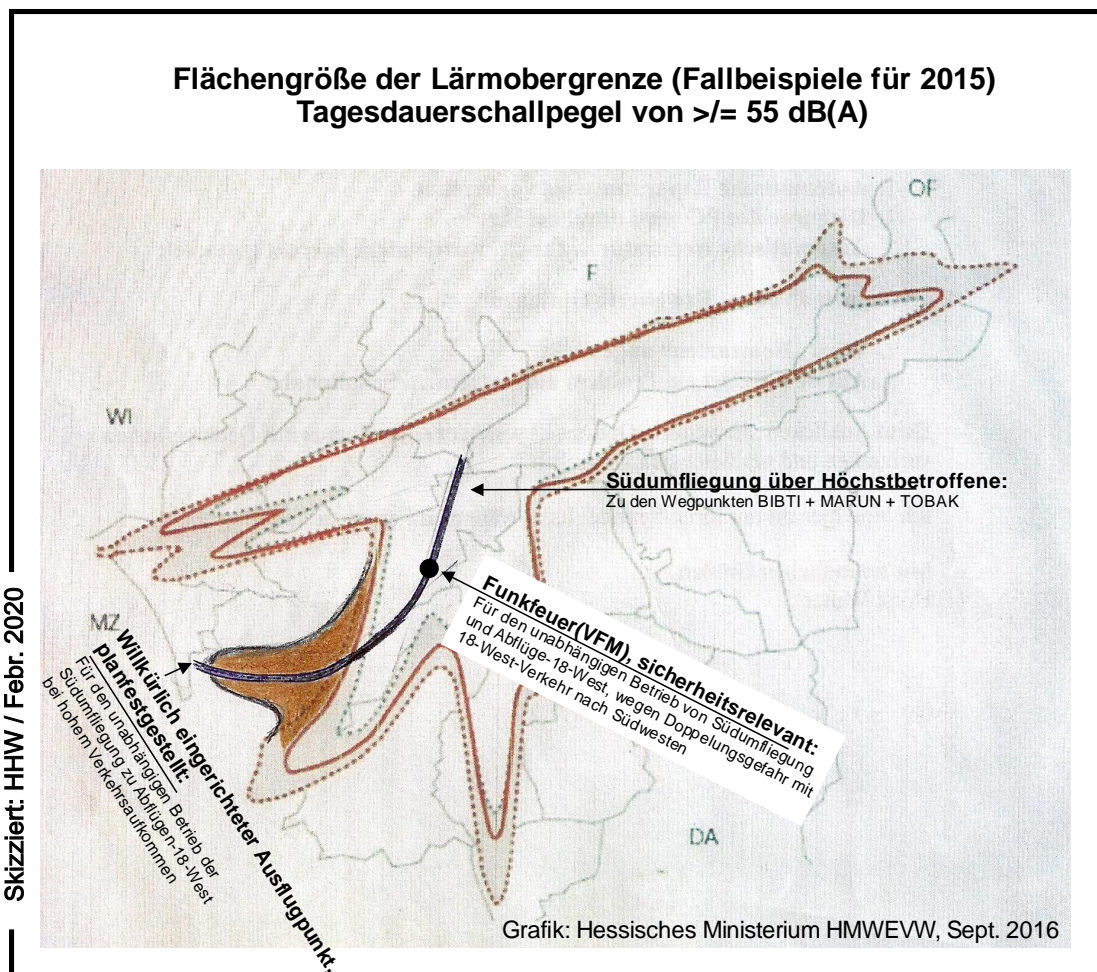 Flächengröße der Lärmobergrenze (Fallbeispiele für 2015)
Tagesdauerschallpegel von >/= 55 dB(A)
OF
F
WI
Südumfliegung über Höchstbetroffene:
Zu den Wegpunkten BIBTI + MARUN + TOBAK
Funkfeuer(VFM), sicherheitsrelevant:
Für den unabhängigen Betrieb von Südumfliegung
und Abflüge-18-West, wegen Doppelungsgefahr mit
18-West-Verkehr nach Südwesten
MZ
Willkürlich eingerichteter Ausflugpunkt,
planfestgestellt:
Für den unabhängigen Betrieb der
Südumfliegung zu Abflügen-18-West
bei hohem Verkehrsaufkommen
DA
Grafik: Hessisches Ministerium HMWEVW, Sept. 2016
Skizziert: HHW / Febr. 2020